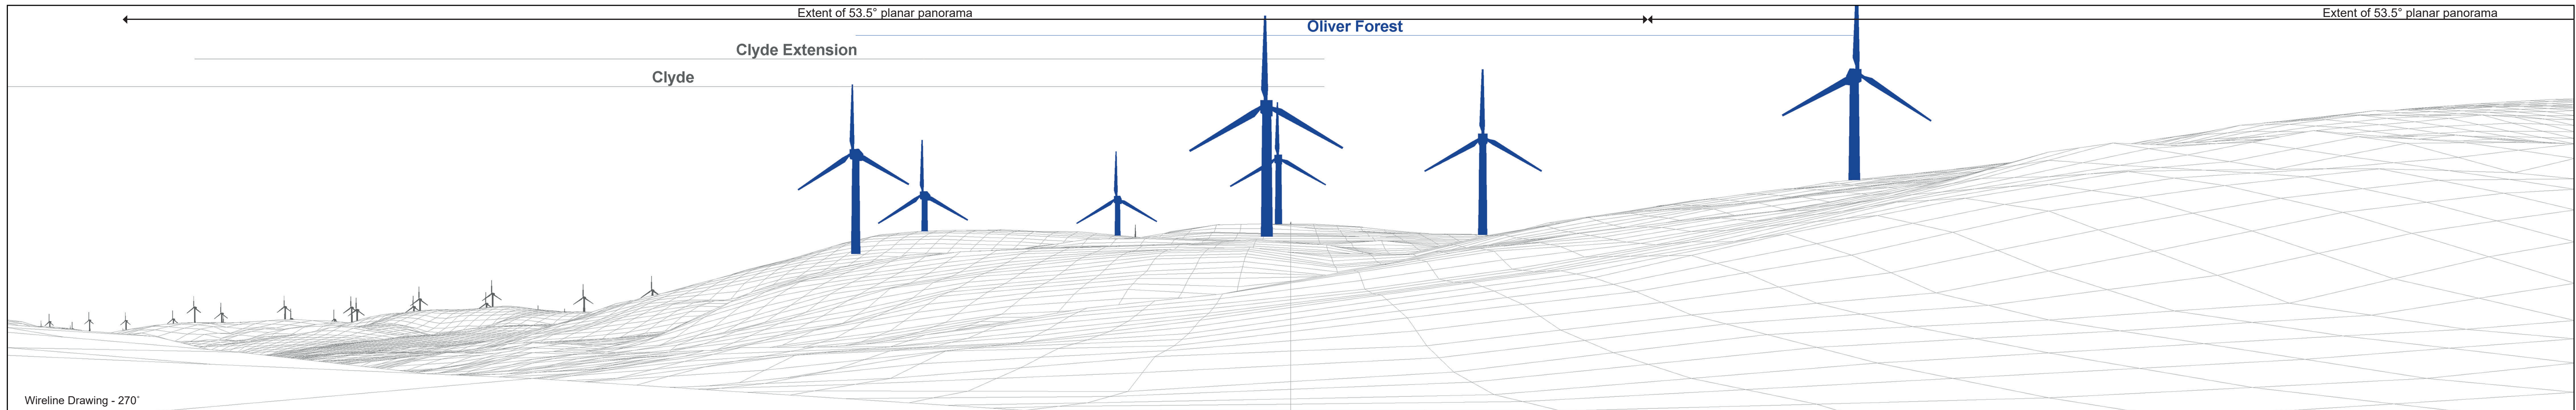 Extent of 53.5° planar panorama
Extent of 53.5° planar panorama
Oliver Forest
Clyde Extension
Clyde
Wireline Drawing - 270°